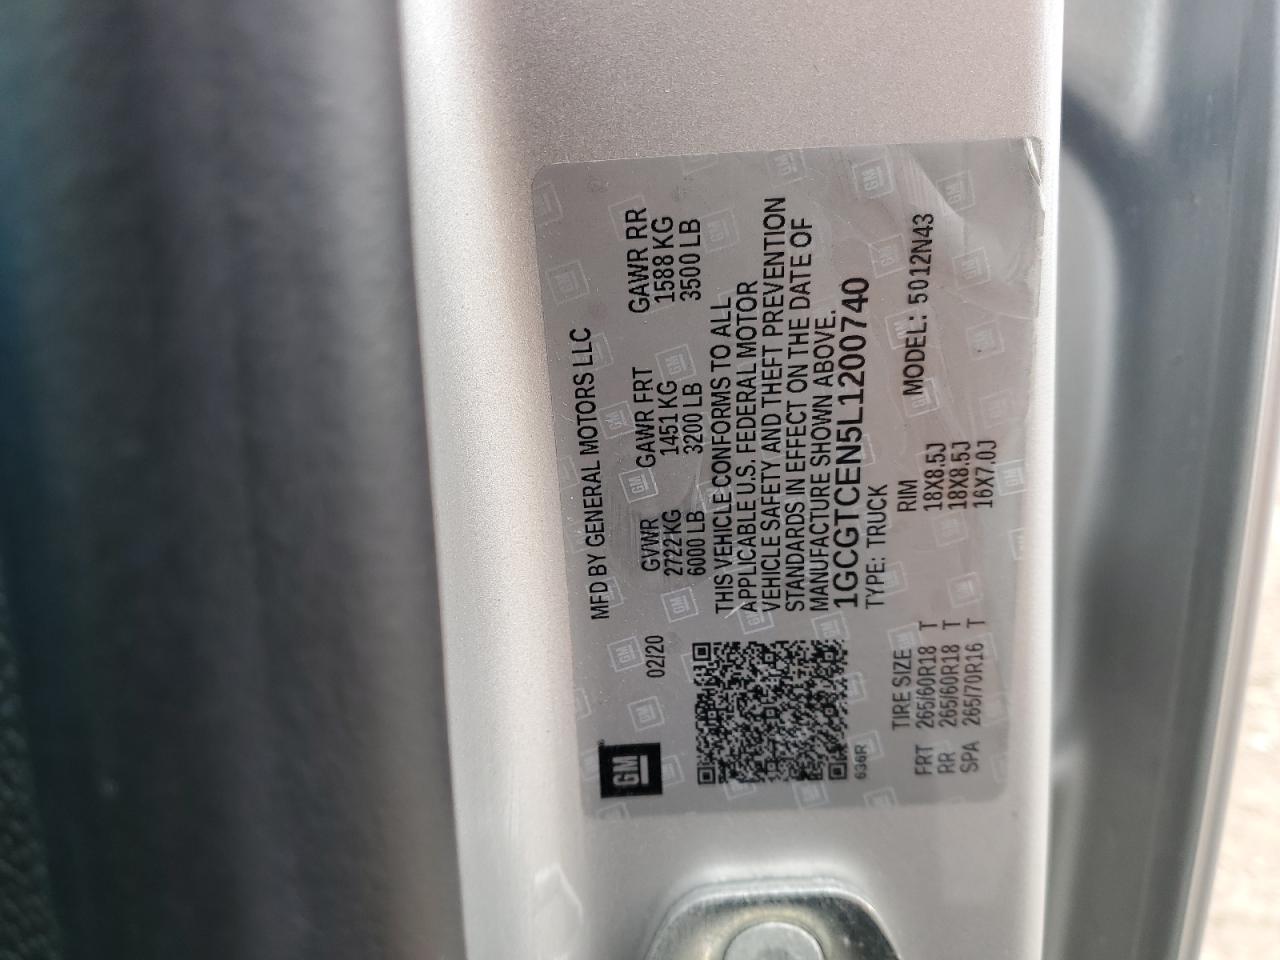 GM
MFD BY GENERAL MOTORS LLC
02/20 GVWR GAWR FRT GAWR RR
2722 KG 1451 KG 1588 KG
6000 LB 3200 LB 3500 LB
THIS VEHICLE CONFORMS TO ALL
APPLICABLE U.S. FEDERAL MOTOR
VEHICLE SAFETY AND THEFT PREVENTION
STANDARDS IN EFFECT ON THE DATE OF
MANUFACTURE SHOWN ABOVE.
1GCGTCEN5L1200740
636R TYPE: TRUCK
TIRE SIZE RIM MODEL: 5012N43
FRT 265/60R18 T 18X8.5J
RR 265/60R18 T 18X8.5J
SPA 265/70R16 T 16X7.0J